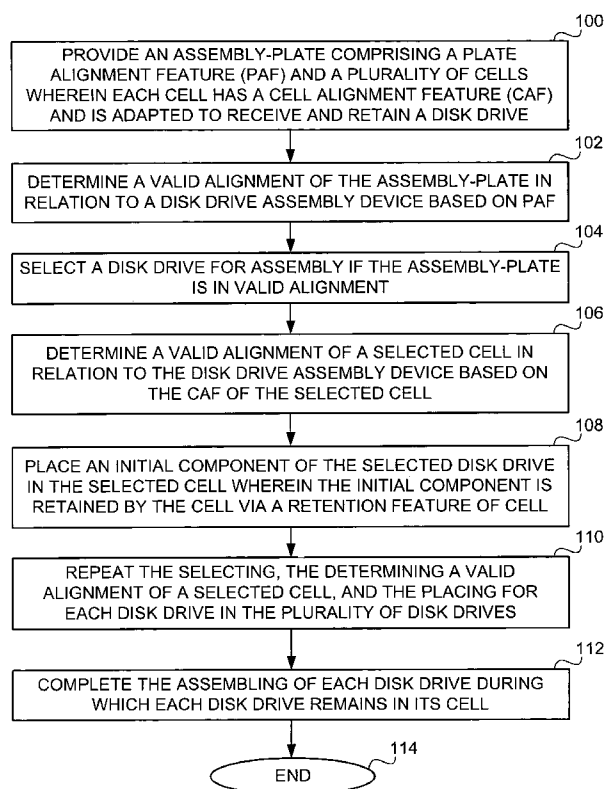 100
PROVIDE AN ASSEMBLY-PLATE COMPRISING A PLATE
ALIGNMENT FEATURE (PAF) AND A PLURALITY OF CELLS
WHEREIN EACH CELL HAS A CELL ALIGNMENT FEATURE (CAF)
AND IS ADAPTED TO RECEIVE AND RETAIN A DISK DRIVE
102
DETERMINE A VALID ALIGNMENT OF THE ASSEMBLY-PLATE IN
RELATION TO A DISK DRIVE ASSEMBLY DEVICE BASED ON PAF
104
SELECT A DISK DRIVE FOR ASSEMBLY IF THE ASSEMBLY-PLATE
IS IN VALID ALIGNMENT
106
DETERMINE A VALID ALIGNMENT OF A SELECTED CELL IN
RELATION TO THE DISK DRIVE ASSEMBLY DEVICE BASED ON
THE CAF OF THE SELECTED CELL
108
PLACE AN INITIAL COMPONENT OF THE SELECTED DISK DRIVE
IN THE SELECTED CELL WHEREIN THE INITIAL COMPONENT IS
RETAINED BY THE CELL VIA A RETENTION FEATURE OF CELL
110
REPEAT THE SELECTING, THE DETERMINING A VALID
ALIGNMENT OF A SELECTED CELL, AND THE PLACING FOR
EACH DISK DRIVE IN THE PLURALITY OF DISK DRIVES
112
COMPLETE THE ASSEMBLING OF EACH DISK DRIVE DURING
WHICH EACH DISK DRIVE REMAINS IN ITS CELL
114
END